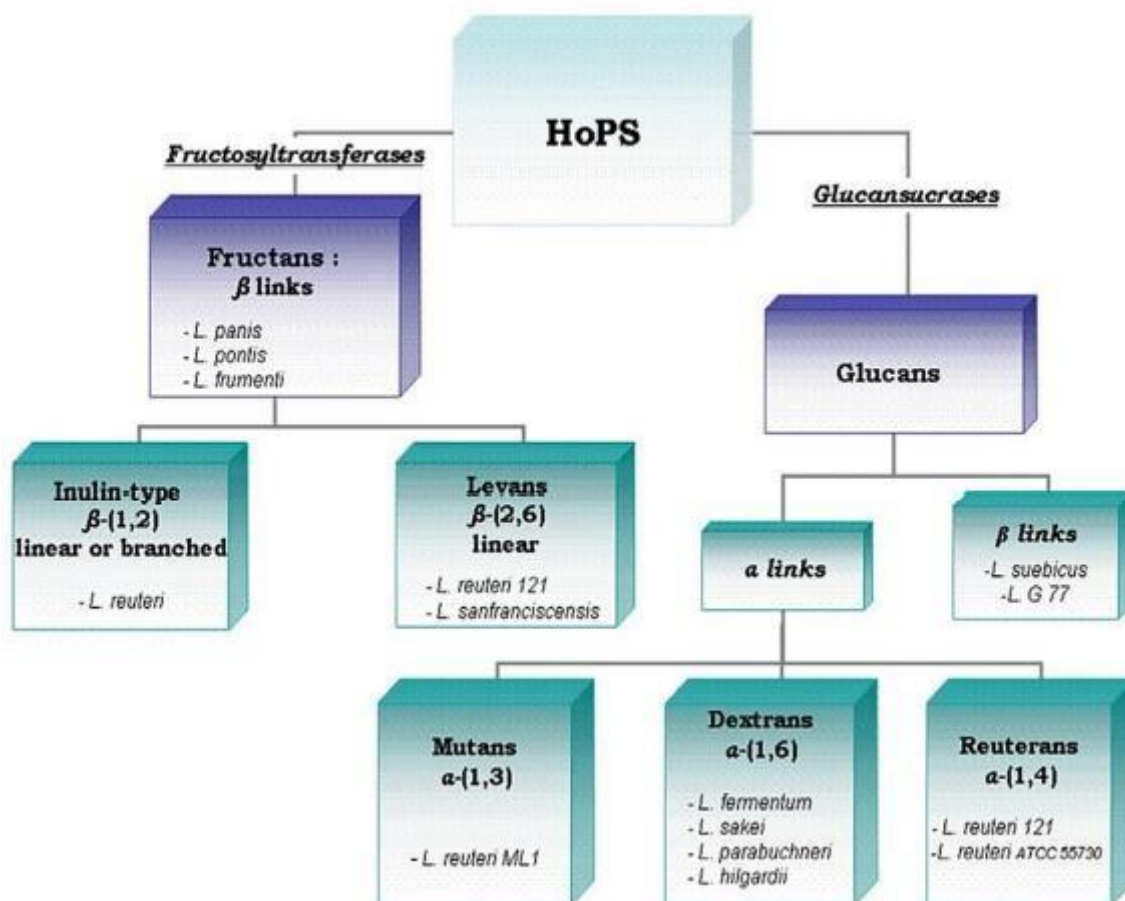 HoPS
Fructosyltransferases
Glucansucrases
Fructans :
β links
- L. panis
- L. pontis
- L. frumenti
Glucans
Inulin-type
β-(1,2)
linear or branched
- L. reuteri
Levans
β-(2,6)
linear
- L. reuteri 121
- L. sanfranciscensis
α links
β links
-L. suebicus
-L. G 77
Mutans
α-(1,3)
- L. reuteri ML1
Dextrans
α-(1,6)
- L. fermentum
- L. sakei
- L. parabuchneri
- L. hilgardii
Reuterans
α-(1,4)
- L. reuteri 121
-L. reuteri ATCC 55730